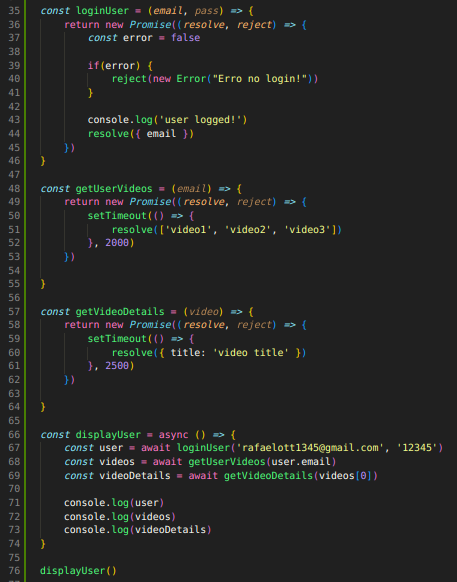 35 const loginUser = (email, pass) => {
36     return new Promise((resolve, reject) => {
37         const error = false
38
39         if(error) {
40             reject(new Error("Erro no login!"))
41         }
42
43         console.log('user logged!')
44         resolve({ email })
45     })
46 }
47
48 const getUserVideos = (email) => {
49     return new Promise((resolve, reject) => {
50         setTimeout(() => {
51             resolve(['video1', 'video2', 'video3'])
52         }, 2000)
53     })
54
55 }
56
57 const getVideoDetails = (video) => {
58     return new Promise((resolve, reject) => {
59         setTimeout(() => {
60             resolve({ title: 'video title' })
61         }, 2500)
62     })
63
64 }
65
66 const displayUser = async () => {
67     const user = await loginUser('rafaelott1345@gmail.com', '12345')
68     const videos = await getUserVideos(user.email)
69     const videoDetails = await getVideoDetails(videos[0])
70
71     console.log(user)
72     console.log(videos)
73     console.log(videoDetails)
74 }
75
76 displayUser()